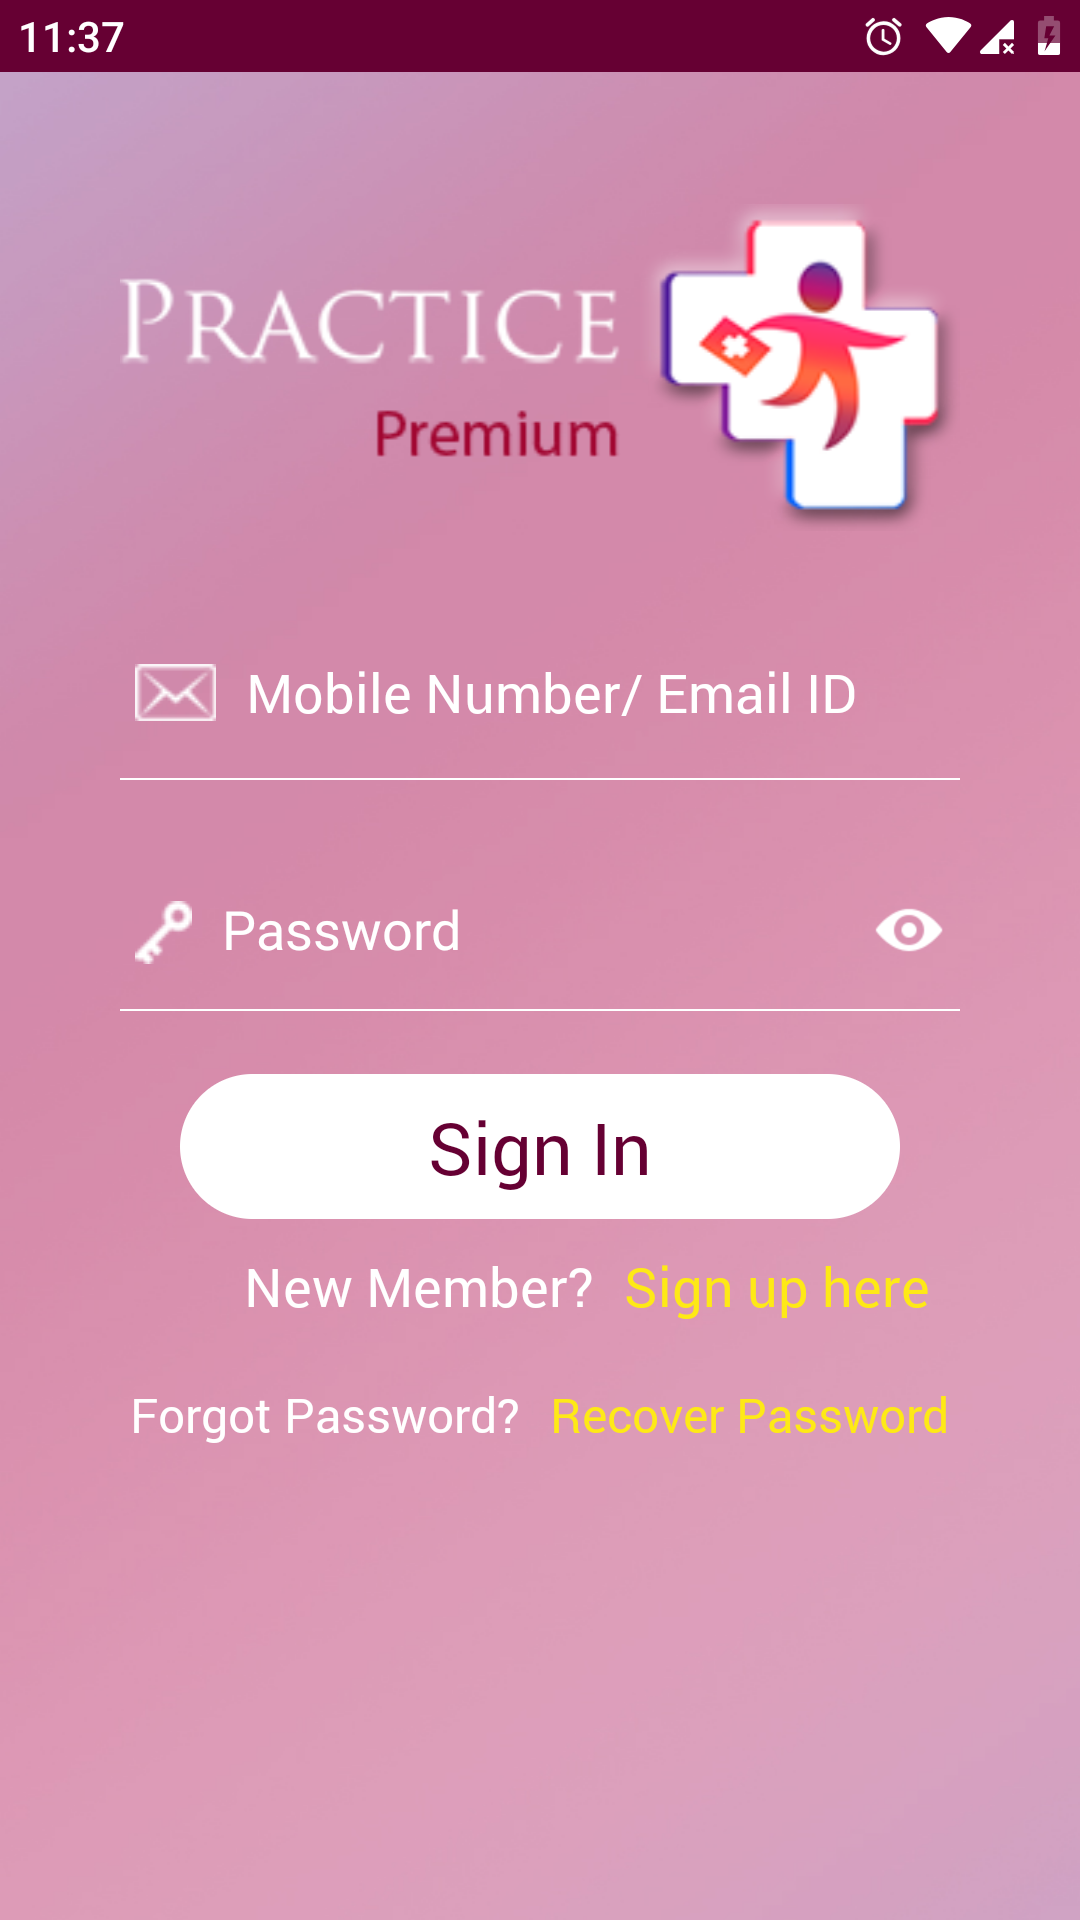 11:37
PRACTICE
Premium
Mobile Number/ Email ID
Password
Sign In
New Member? Sign up here
Forgot Password? Recover Password